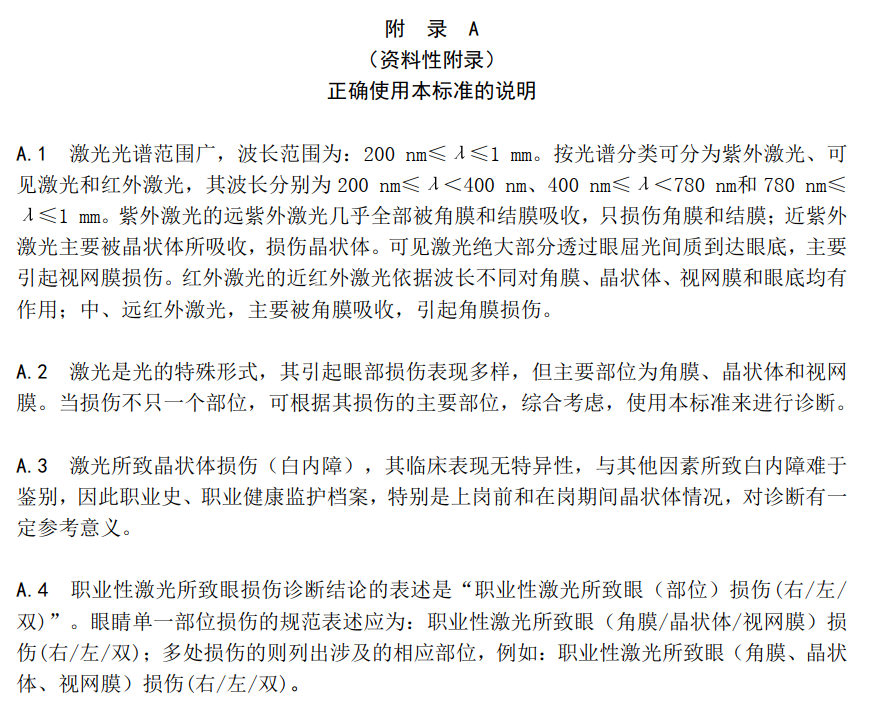 附 录 A
（资料性附录）
正确使用本标准的说明
A.1 激光光谱范围广，波长范围为：200 nm≤λ≤1 mm。按光谱分类可分为紫外激光、可
见激光和红外激光，其波长分别为 200 nm≤λ＜400 nm、400 nm≤λ＜780 nm和 780 nm≤
λ≤1 mm。紫外激光的远紫外激光几乎全部被角膜和结膜吸收，只损伤角膜和结膜；近紫外
激光主要被晶状体所吸收，损伤晶状体。可见激光绝大部分透过眼屈光间质到达眼底，主要
引起视网膜损伤。红外激光的近红外激光依据波长不同对角膜、晶状体、视网膜和眼底均有
作用；中、远红外激光，主要被角膜吸收，引起角膜损伤。
A.2 激光是光的特殊形式，其引起眼部损伤表现多样，但主要部位为角膜、晶状体和视网
膜。当损伤不只一个部位，可根据其损伤的主要部位，综合考虑，使用本标准来进行诊断。
A.3 激光所致晶状体损伤（白内障），其临床表现无特异性，与其他因素所致白内障难于
鉴别，因此职业史、职业健康监护档案，特别是上岗前和在岗期间晶状体情况，对诊断有一
定参考意义。
A.4 职业性激光所致眼损伤诊断结论的表述是“职业性激光所致眼（部位）损伤(右/左/
双)”。眼睛单一部位损伤的规范表述应为：职业性激光所致眼（角膜/晶状体/视网膜）损
伤(右/左/双)；多处损伤的则列出涉及的相应部位，例如：职业性激光所致眼（角膜、晶状
体、视网膜）损伤(右/左/双)。